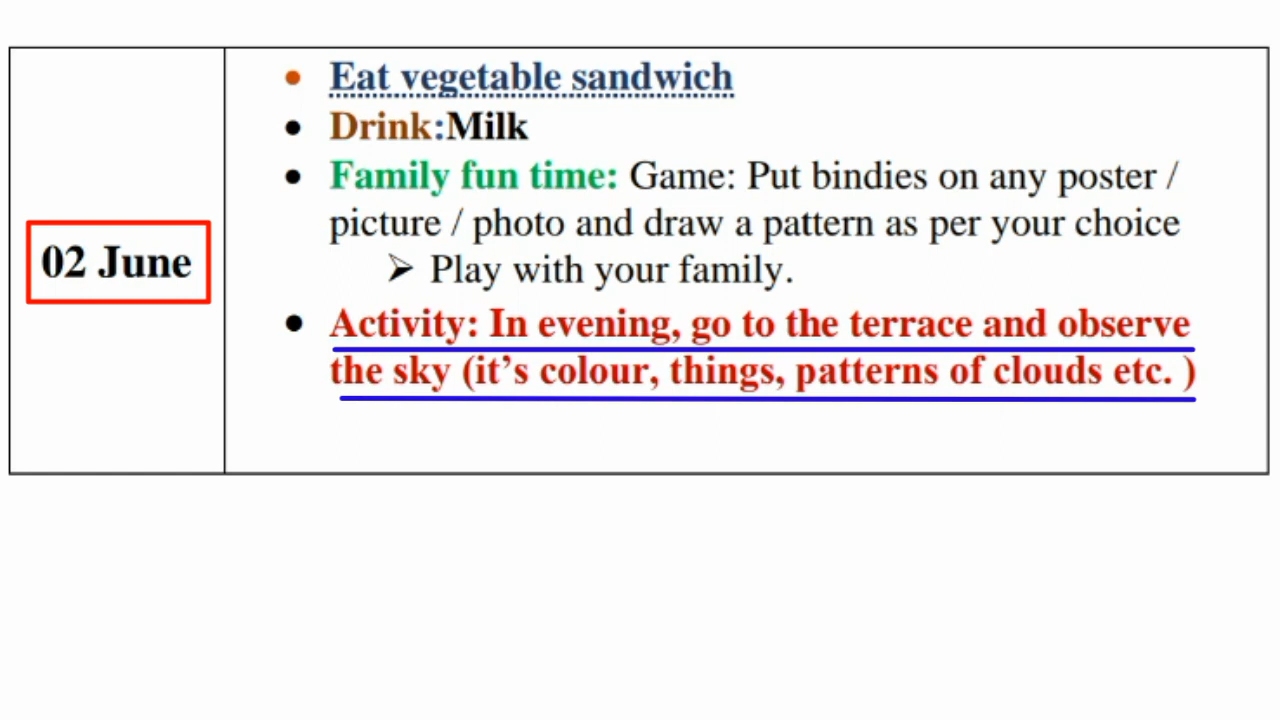 Eat vegetable sandwich
Drink:Milk
Family fun time: Game: Put bindies on any poster /
picture / photo and draw a pattern as per your choice
Play with your family.
02 June
Activity: In evening, go to the terrace and observe
the sky (it’s colour, things, patterns of clouds etc. )